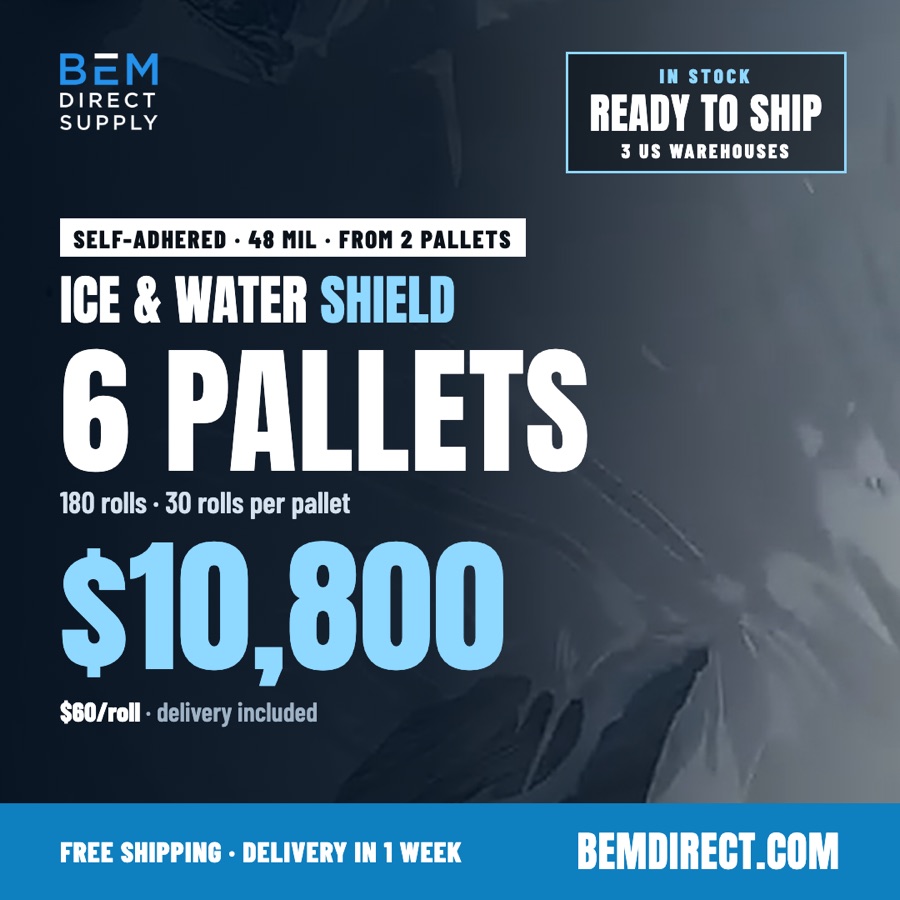 BEM
DIRECT
SUPPLY
IN STOCK
READY TO SHIP
3 US WAREHOUSES
SELF-ADHERED · 48 MIL · FROM 2 PALLETS
ICE & WATER SHIELD
6 PALLETS
180 rolls · 30 rolls per pallet
$10,800
$60/roll · delivery included
FREE SHIPPING · DELIVERY IN 1 WEEK
BEMDIRECT.COM